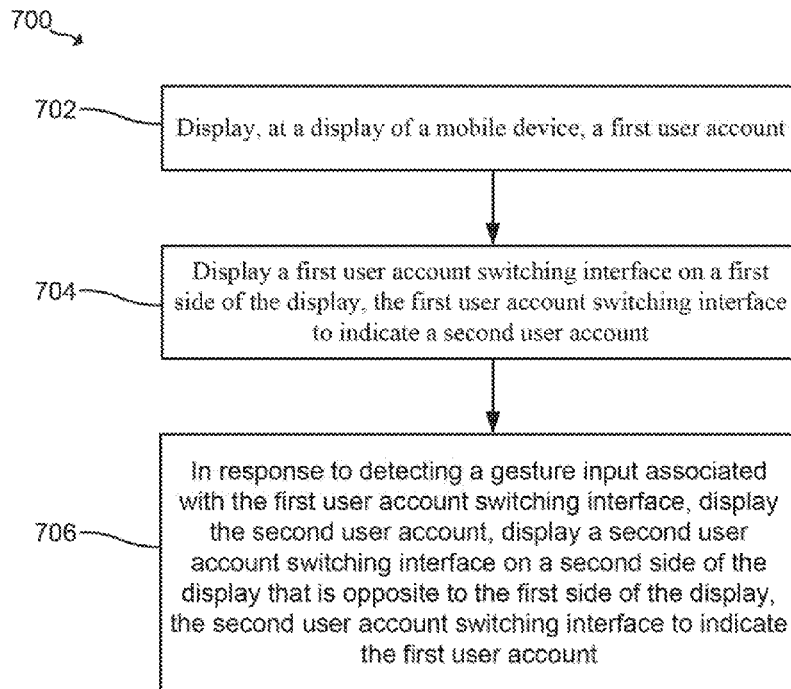 700
702
Display, at a display of a mobile device, a first user account
704
Display a first user account switching interface on a first
side of the display, the first user account switching interface
to indicate a second user account
706
In response to detecting a gesture input associated
with the first user account switching interface, display
the second user account, display a second user
account switching interface on a second side of the
display that is opposite to the first side of the display,
the second user account switching interface to indicate
the first user account